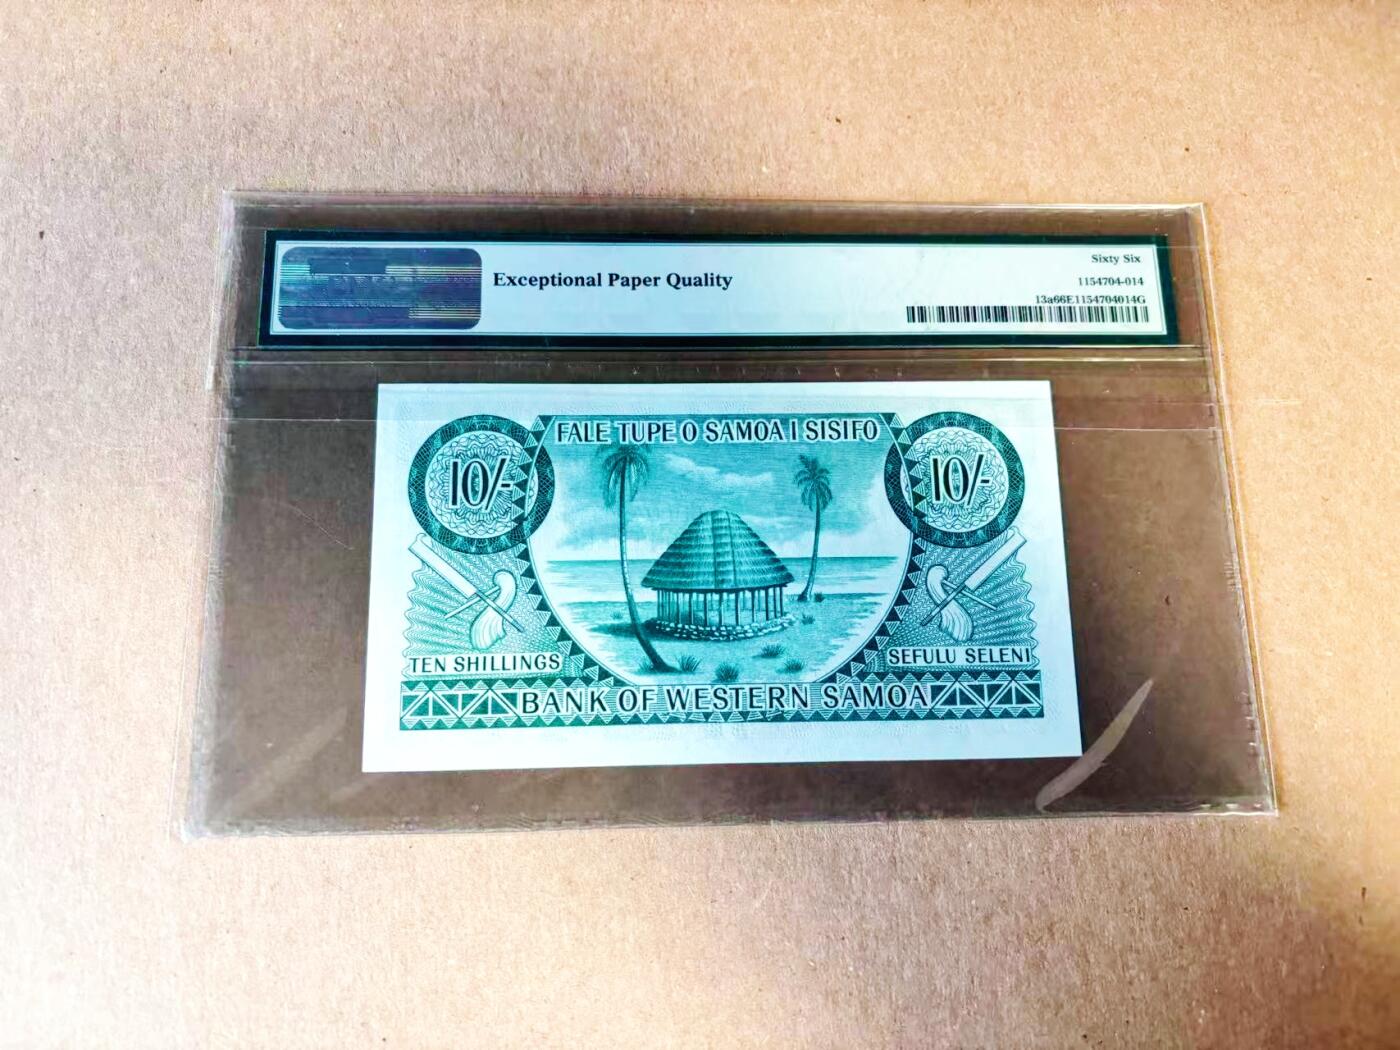 Exceptional Paper Quality
Sixty Six
1154704-014
13a66E1154704014G
FALE TUPE O SAMOA I SISIFO
10/-
10/-
TEN SHILLINGS
SEFULU SELENI
BANK OF WESTERN SAMOA